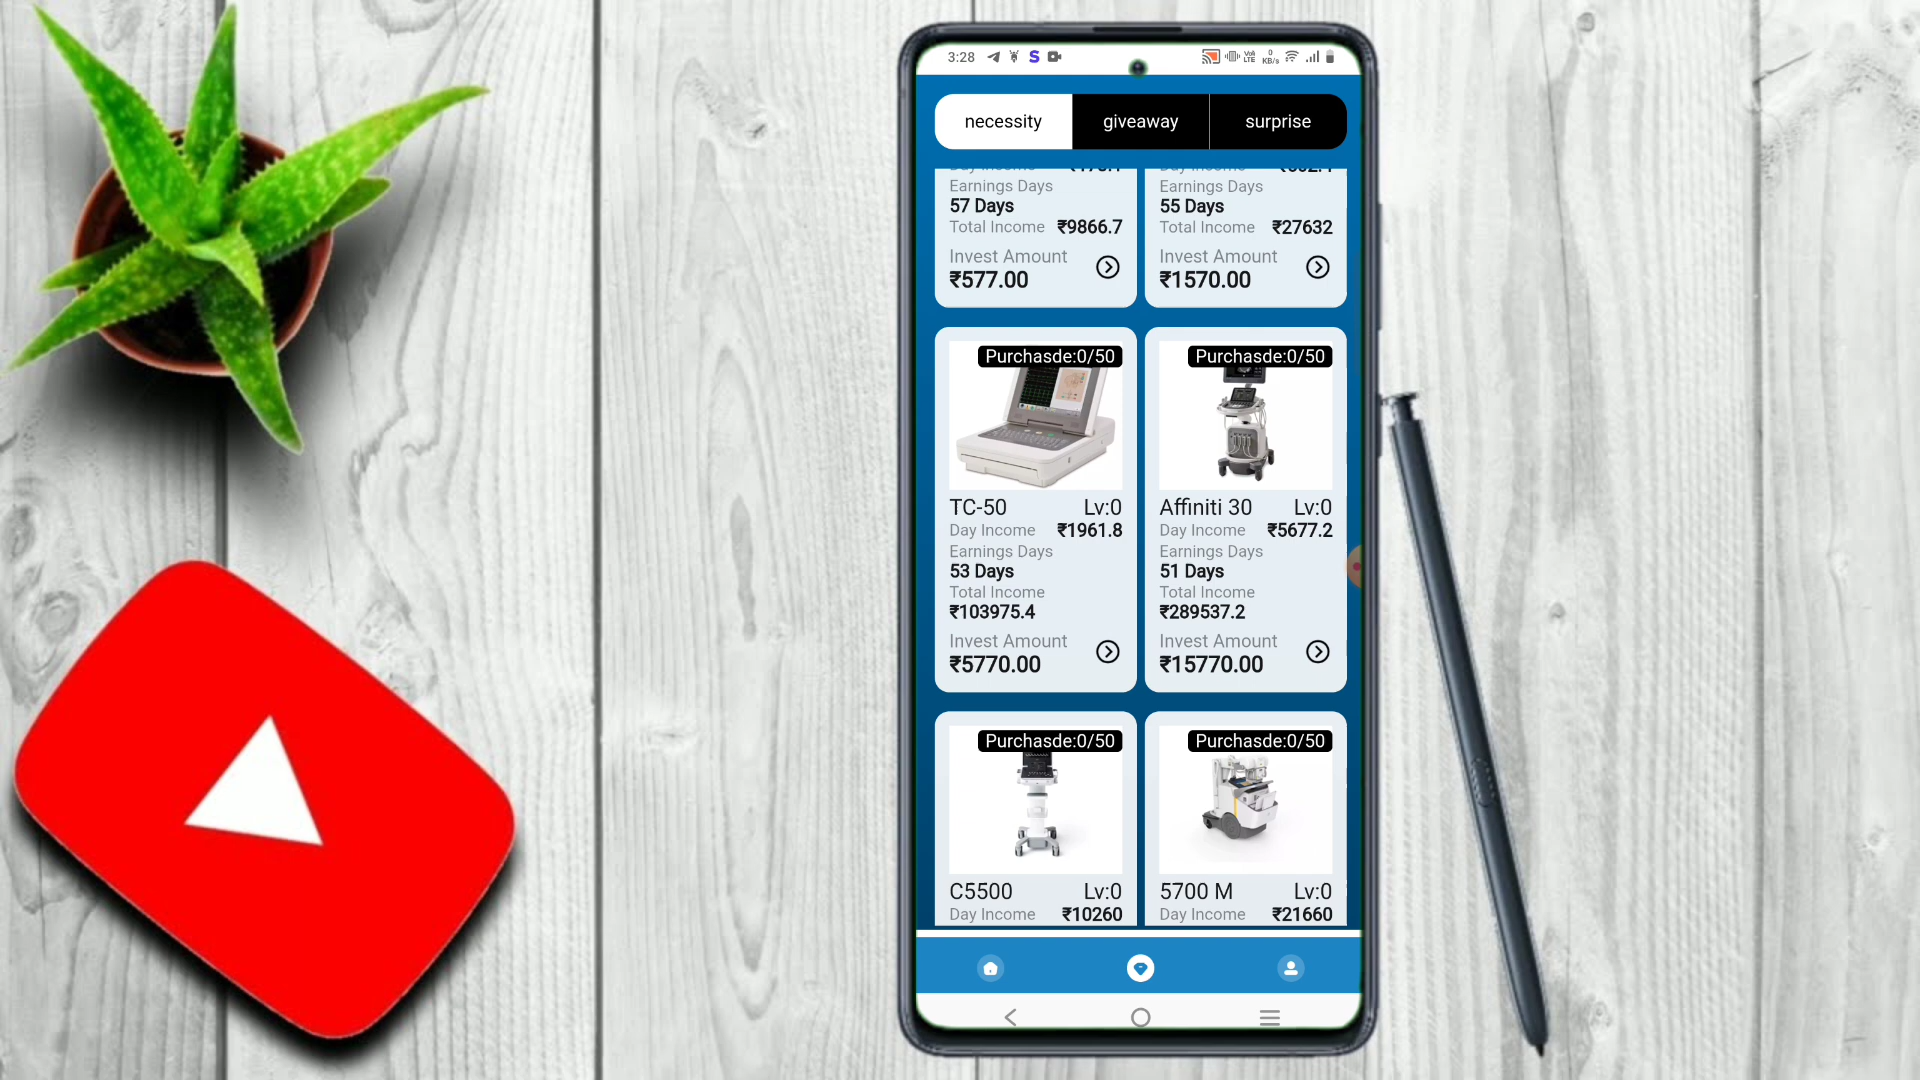 3:28
S
VoLTE
0
KB/s
necessity
giveaway
surprise
Earnings Days
57 Days
Total Income ₹9866.7
Invest Amount
₹577.00
Earnings Days
55 Days
Total Income ₹27632
Invest Amount
₹1570.00
Purchasde:0/50
TC-50 Lv:0
Day Income ₹1961.8
Earnings Days
53 Days
Total Income
₹103975.4
Invest Amount
₹5770.00
Purchasde:0/50
Affiniti 30 Lv:0
Day Income ₹5677.2
Earnings Days
51 Days
Total Income
₹289537.2
Invest Amount
₹15770.00
Purchasde:0/50
C5500 Lv:0
Day Income ₹10260
Purchasde:0/50
5700 M Lv:0
Day Income ₹21660